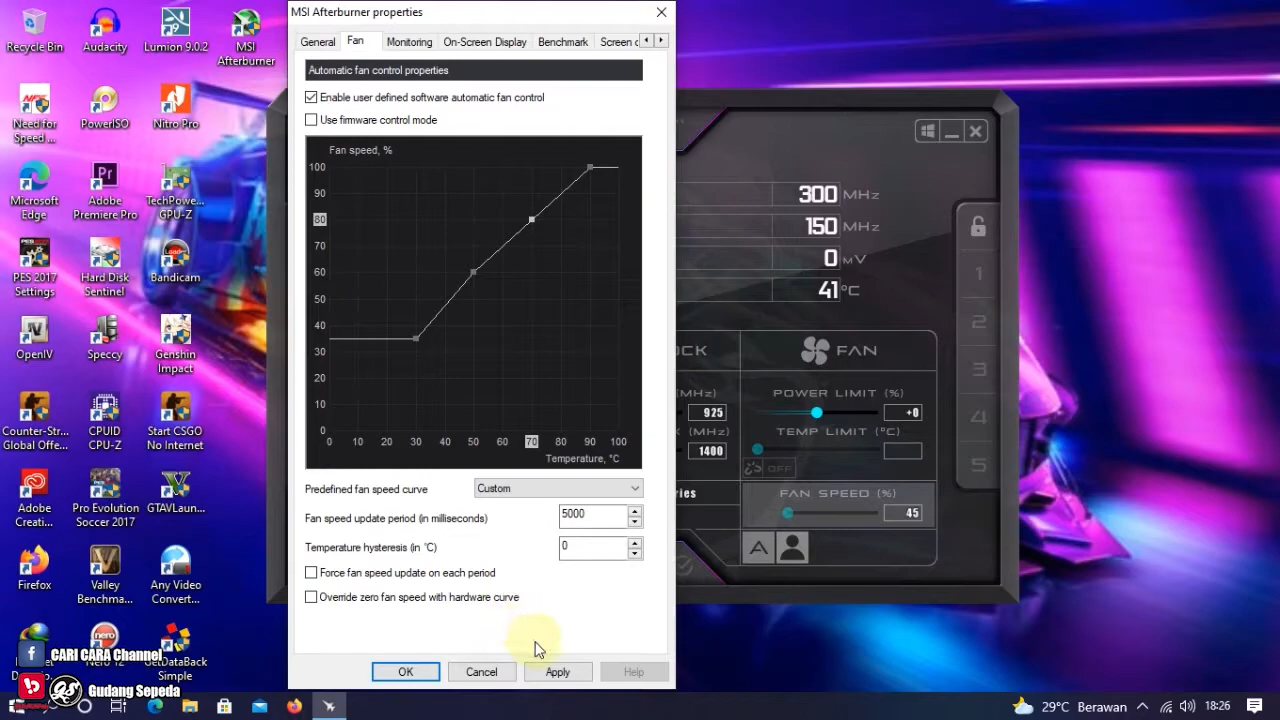 MSI Afterburner properties
General
Fan
Monitoring
On-Screen Display
Benchmark
Screen c
Automatic fan control properties
Enable user defined software automatic fan control
Use firmware control mode
Fan speed, %
100
90
80
70
60
50
40
30
20
10
0
0 10 20 30 40 50 60 70 80 90 100
Temperature, °C
Predefined fan speed curve
Custom
Fan speed update period (in milliseconds)
5000
Temperature hysteresis (in °C)
0
Force fan speed update on each period
Override zero fan speed with hardware curve
OK
Cancel
Apply
Help
Recycle Bin
Audacity
Lumion 9.0.2
MSI
Afterburner
Need for
Speed ...
PowerISO
Nitro Pro
Microsoft
Edge
Adobe
Premiere Pro
TechPowe...
GPU-Z
PES 2017
Settings
Hard Disk
Sentinel
Bandicam
OpenIV
Speccy
Genshin
Impact
Counter-Str...
Global Offe...
CPUID
CPU-Z
Start CSGO
No Internet
Adobe
Creati...
Pro Evolution
Soccer 2017
GTAVLaun...
Firefox
Valley
Benchma...
Any Video
Convert...
GetDataBack
Simple
300 MHz
150 MHz
0 MV
41 °C
1
2
3
4
5
OCK
FAN
(MHz)
925
(MHz)
1400
POWER LIMIT (%)
+0
TEMP LIMIT (°C)
OFF
ries
FAN SPEED (%)
45
A
CARI CARA Channel
Gudang Sepeda
29°C Berawan
18:26